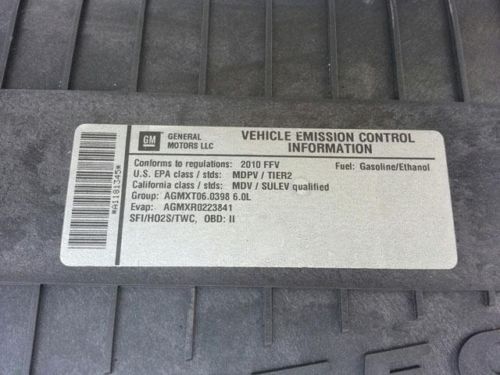 *A1181345*
GM
GENERAL MOTORS LLC
VEHICLE EMISSION CONTROL INFORMATION
Conforms to regulations: 2010 FFV Fuel: Gasoline/Ethanol
U.S. EPA class / stds: MDPV / TIER2
California class / stds: MDV / SULEV qualified
Group: AGMXT06.0398 6.0L
Evap: AGMXR0223841
SFI/HO2S/TWC, OBD: II